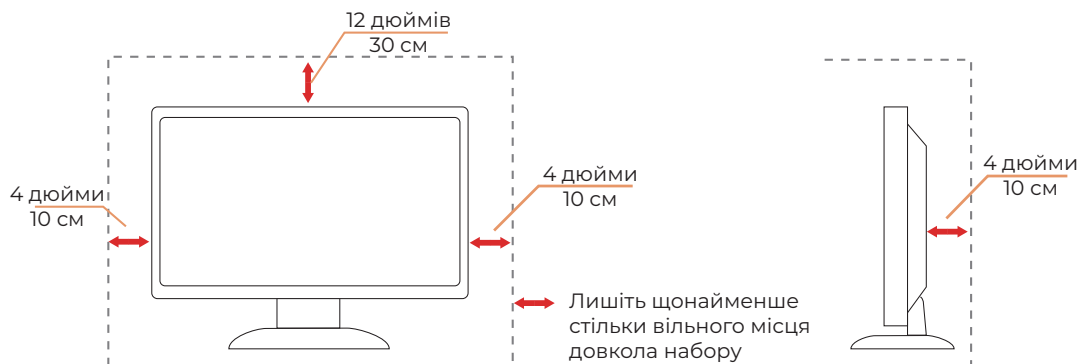 12 дюймів
30 см
4 дюйми
10 см
4 дюйми
10 см
4 дюйми
10 см
Лишіть щонайменше
стільки вільного місця
довкола набору